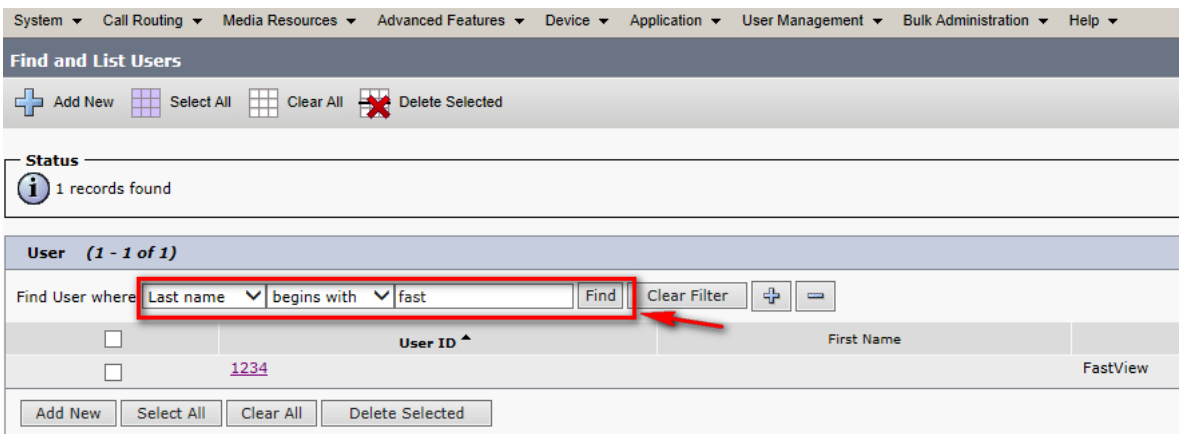 System Call Routing Media Resources Advanced Features Device Application User Management Bulk Administration Help
Find and List Users
Add New Select All Clear All Delete Selected
Status
i 1 records found
User (1 - 1 of 1)
Find User where Last name begins with fast Find Clear Filter
User ID First Name
1234 FastView
Add New Select All Clear All Delete Selected